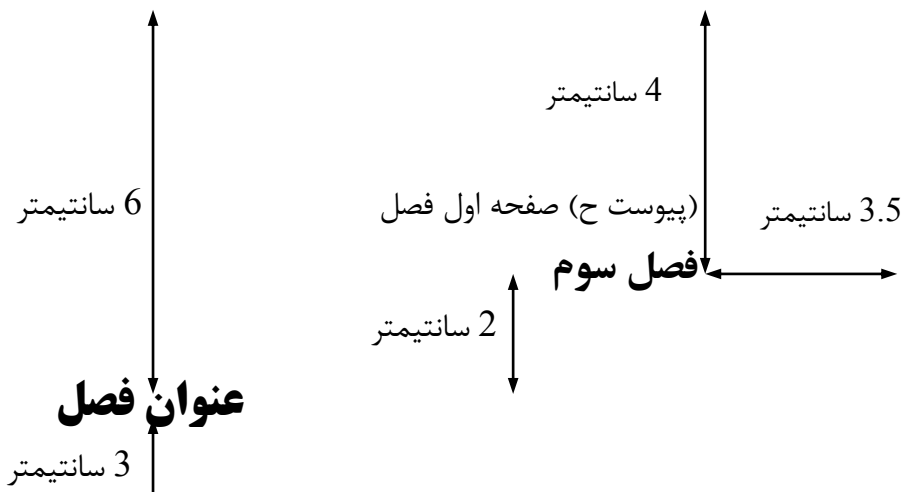 4 سانتیمتر
3.5 سانتیمتر
(پیوست ح) صفحه اول فصل
6 سانتیمتر
فصل سوم
2 سانتیمتر
عنوان فصل
3 سانتیمتر